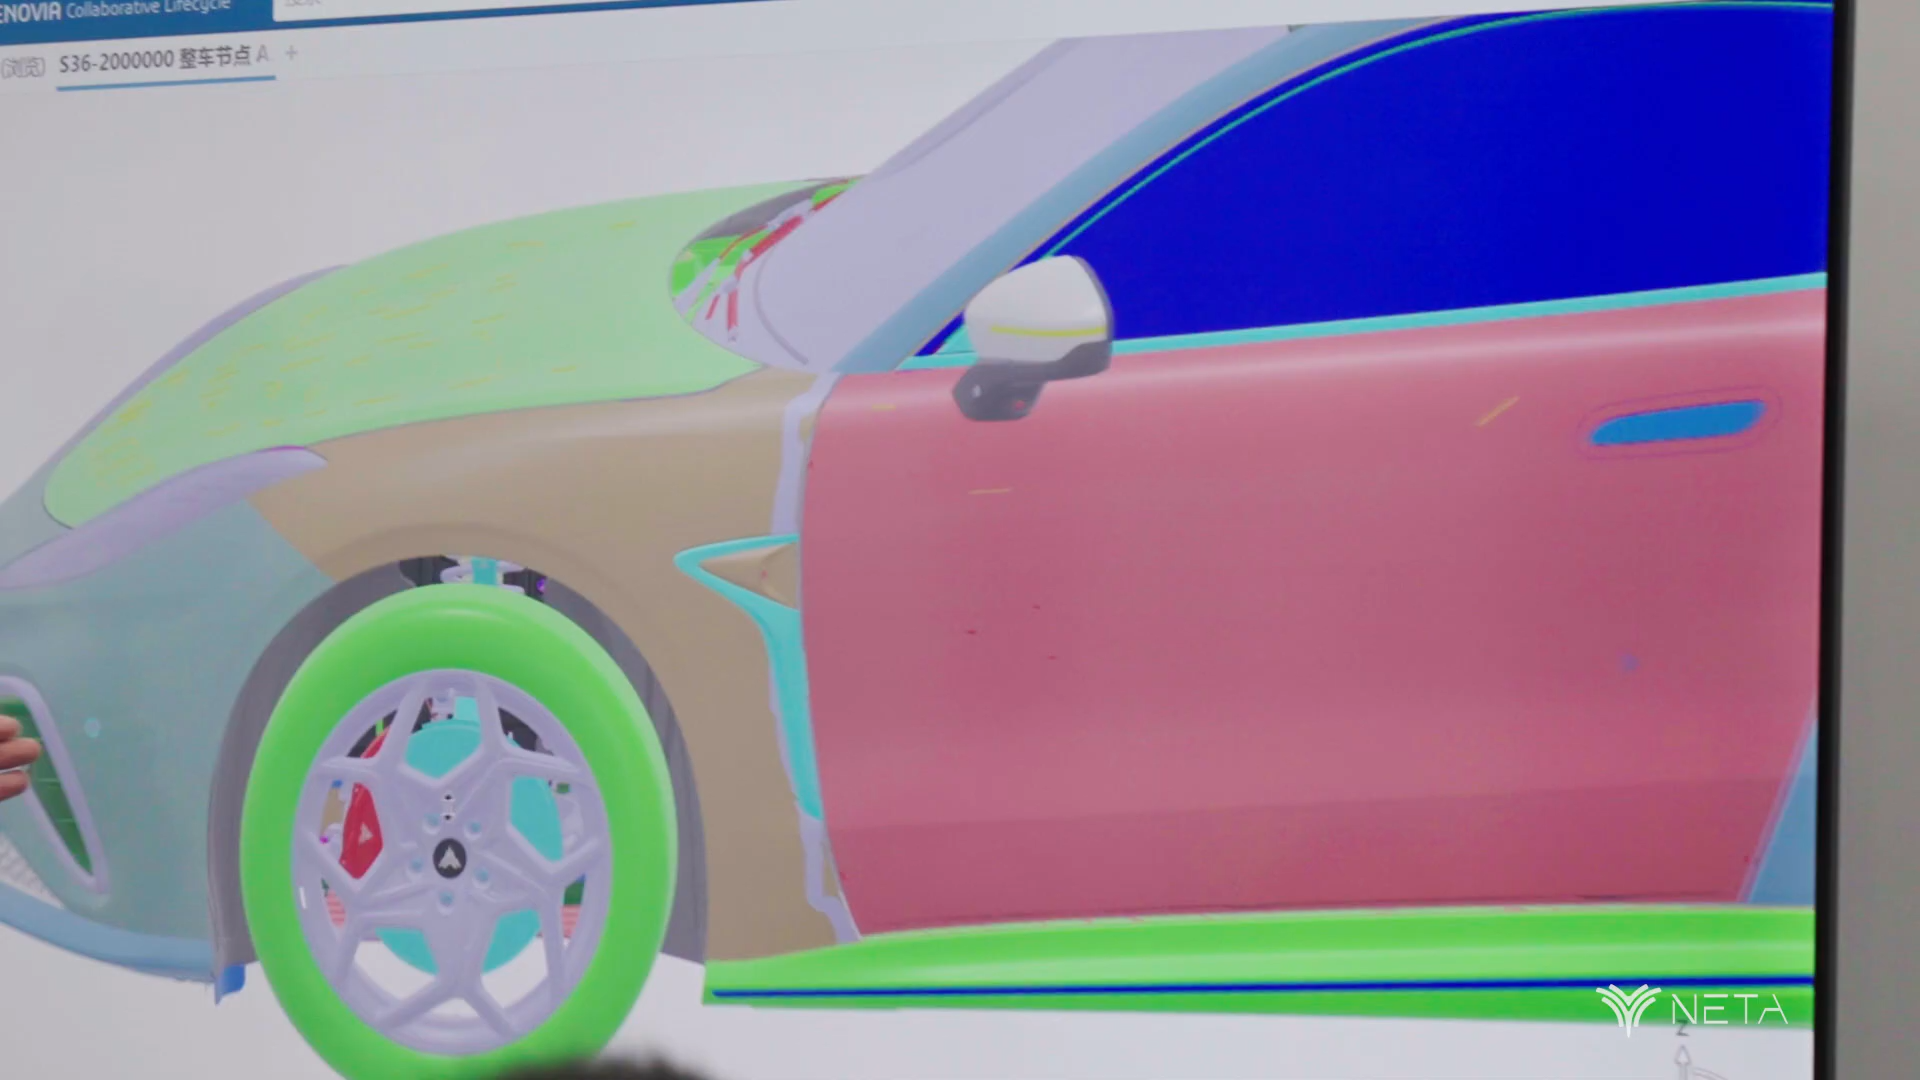 ENOVIA Collaborative Lifecycle
(浏览) S36-2000000 整车节点 A +
NETA
Z